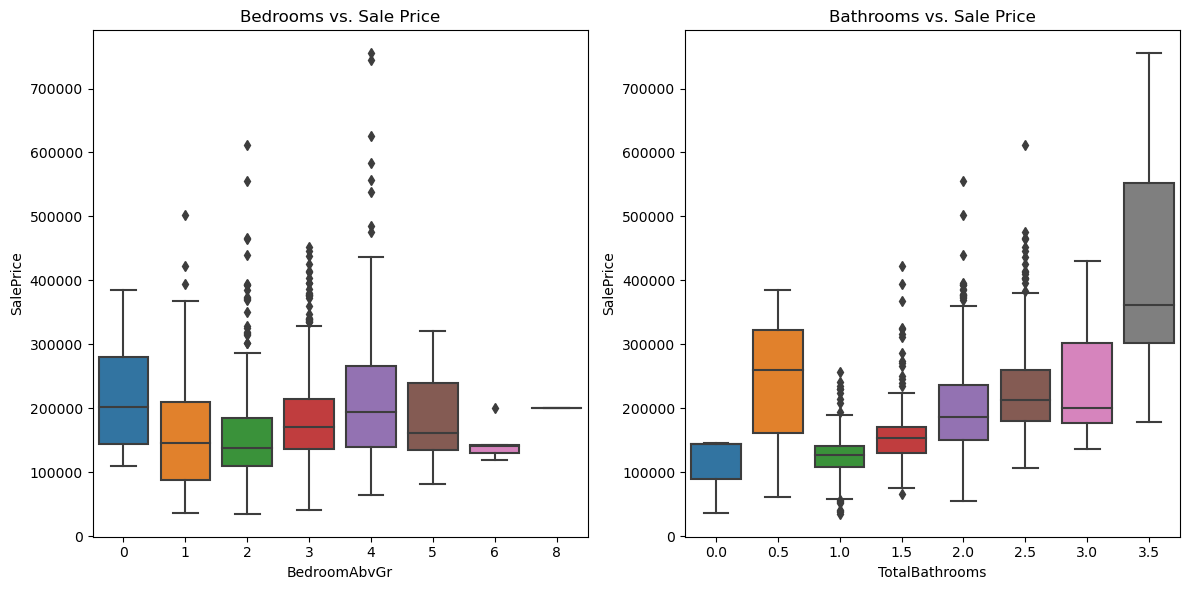 Bedrooms vs. Sale Price
700000
600000
500000
400000
300000
200000
100000
0
SalePrice
0 1 2 3 4 5 6 8
BedroomAbvGr
Bathrooms vs. Sale Price
700000
600000
500000
400000
300000
200000
100000
0
SalePrice
0.0 0.5 1.0 1.5 2.0 2.5 3.0 3.5
TotalBathrooms